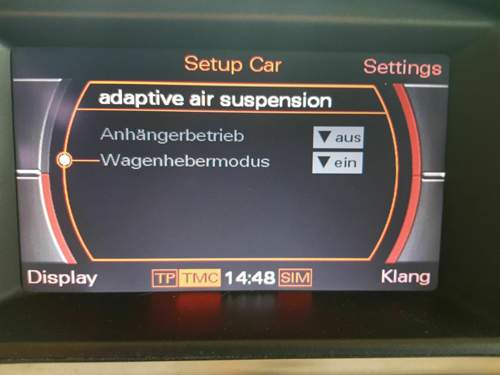 Setup Car
Settings
adaptive air suspension
Anhängerbetrieb ▼ aus
Wagenhebermodus ▼ ein
Display TP TMC 14:48 SIM Klang